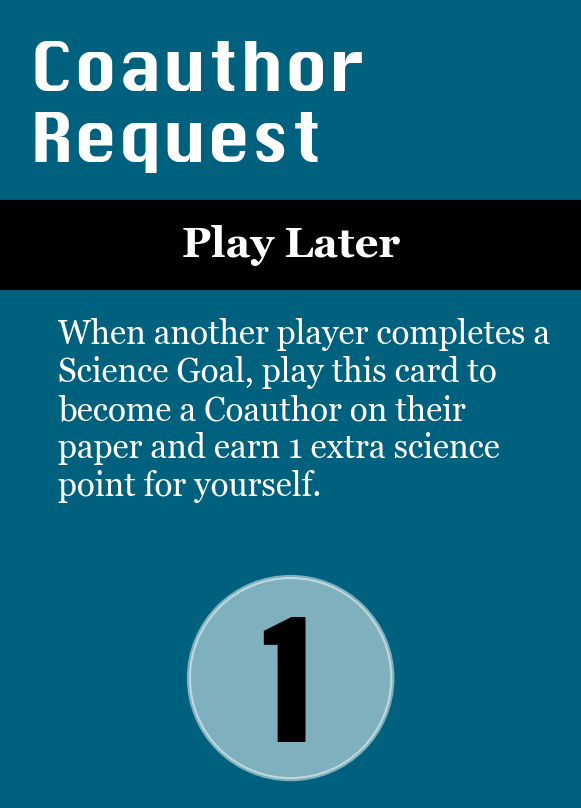 Coauthor
Request
Play Later
When another player completes a
Science Goal, play this card to
become a Coauthor on their
paper and earn 1 extra science
point for yourself.
1